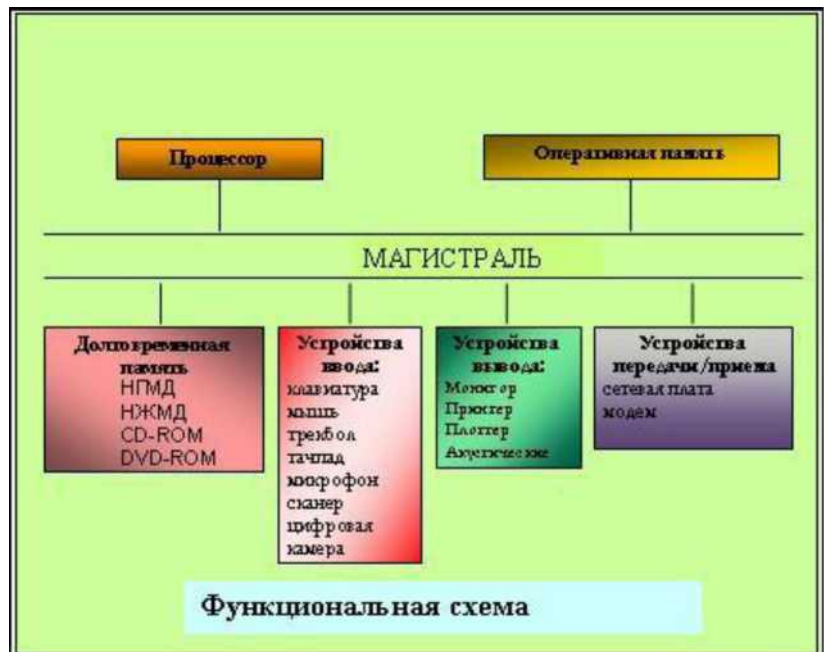 Процессор
Оперативная память
МАГИСТРАЛЬ
Долговременная
память
НГМД
НЖМД
CD-ROM
DVD-ROM
Устройства
ввода:
клавиатура
мышь
трекбол
тачпад
микрофон
сканер
цифровая
камера
Устройства
вывода:
Монитор
Принтер
Плоттер
Акустические
Устройства
передачи/приема
сетевая плата
модем
Функциональная схема